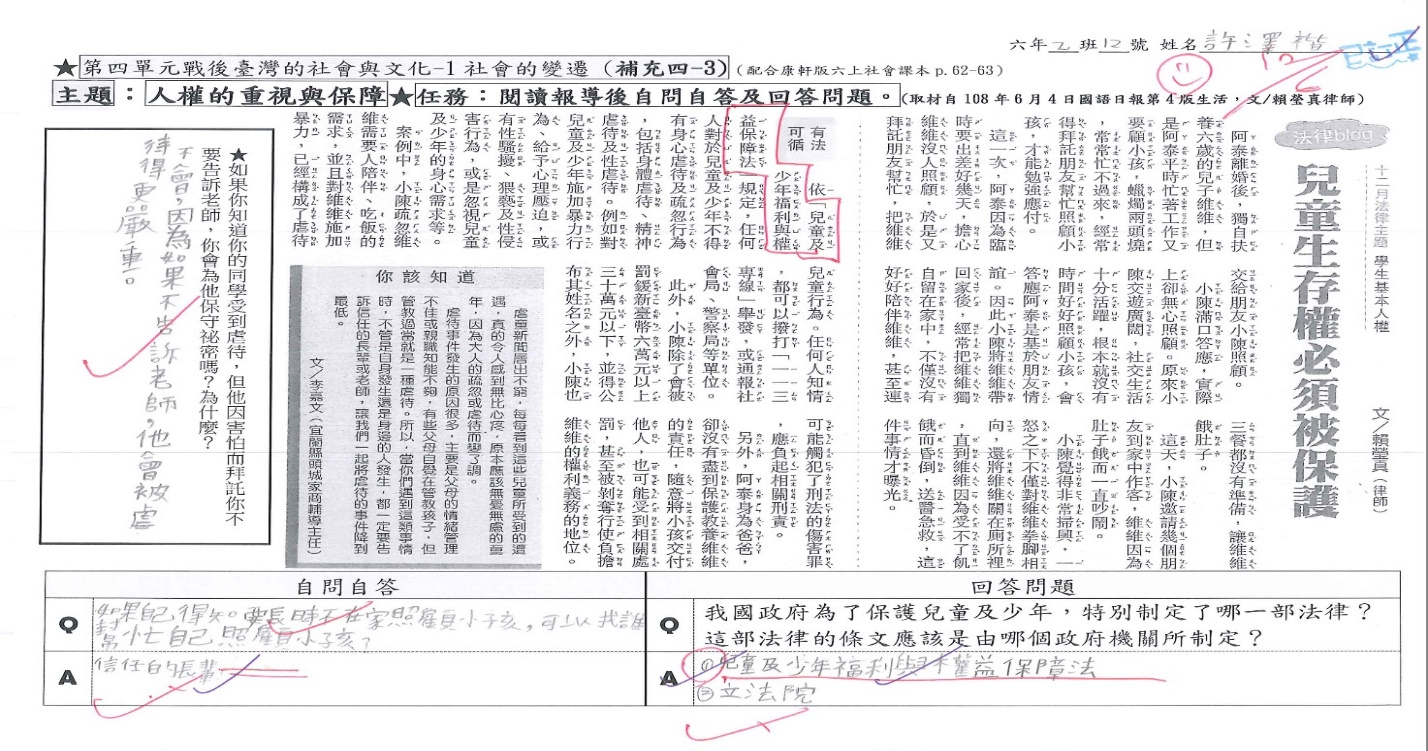 六年乙班12號 姓名許澤楷
已訂正
★第四單元戰後臺灣的社會與文化-1 社會的變遷(補充四-3)(配合康軒版六上社會課本 p.62-63)
主題:人權的重視與保障★任務:閱讀報導後自問自答及回答問題。(取材自 108 年 6 月 4 日國語日報第 4 版生活,文/賴瑩真律師)
法律blog
十二月法律主題 學生基本人權
兒童生存權必須被保護
文╱賴瑩真(律師)
阿泰離婚後,獨自扶
養六歲的兒子維維,但
是阿泰平時忙著工作又
要顧小孩,蠟燭兩頭燒
,常常忙不過來,經常
得拜託朋友幫忙照顧小
孩,才能勉強應付。
這一次,阿泰因為臨
時要出差好幾天,擔心
維維沒人照顧,於是又
拜託朋友幫忙,把維維
交給朋友小陳照顧。
小陳滿口答應,實際
上卻無心照顧。原來小
陳交遊廣闊,社交生活
十分活躍,根本就沒有
時間好好照顧小孩,會
答應阿泰是基於朋友情
誼。因此小陳將維維帶
回家後,經常把維維獨
自留在家中,不僅沒有
好好陪伴維維,甚至連
三餐都沒有準備,讓維維
餓肚子。
這天,小陳邀請幾個朋
友到家中作客,維維因為
肚子餓而一直吵鬧。
小陳覺得非常掃興,一
怒之下不僅對維維拳腳相
向,還將維維關在廁所裡
,直到維維因為受不了飢
餓而昏倒,送醫急救,這
件事情才曝光。
有法
可循
依「兒童及
少年福利與權
益保障法」規定,任何
人對於兒童及少年不得
有身心虐待及疏忽行為
,包括身體虐待、精神
虐待及性虐待。例如對
兒童及少年施加暴力行
為、給予心理壓迫,或
有性騷擾、猥褻及性侵
害行為,或是忽視兒童
及少年的身心需求等。
案例中,小陳疏忽維
維需要人陪伴、吃飯的
需求,並且對維維施加
暴力,已經構成了虐待
兒童行為。任何人知情
,都可以撥打「一一三
專線」舉發,或通報社
會局、警察局等單位。
此外,小陳除了會被
罰鍰新臺幣六萬元以上
三十萬元以下,並得公
布其姓名之外,小陳也
可能觸犯了刑法的傷害罪
,應負起相關刑責。
另外,阿泰身為爸爸,
卻沒有盡到保護教養維維
的責任,隨意將小孩交付
他人,也可能受到相關處
罰,甚至被剝奪行使負擔
維維的權利義務的地位。
你該知道
虐童新聞層出不窮,每每看到這些兒童所受到的遭
遇,真的令人感到無比心疼,原本應該無憂無慮的童
年,因為大人的疏忽或虐待而變了調。
虐待事件發生的原因很多,主要是父母的情緒管理
不佳或親職知能不夠,有些父母自覺在管教孩子,但
管教過當就是一種虐待。所以,當你們遇到這類事情
時,不管是自身發生還是身邊的人發生,都一定要告
訴信任的長輩或老師,讓我們一起將虐待的事件降到
最低。
文╱李嘉文(宜蘭縣頭城家商輔導主任)
★如果你知道你的同學受到虐待,但他因害怕而拜託你不
要告訴老師,你會為他保守祕密嗎?為什麼?
不會,因為如果不告訴老師,他會被虐
待得更嚴重。
自問自答
Q
如果自己得知家長時不在家照顧小孩,可以找誰
幫忙自己照顧小孩?
A
信任的長輩
回答問題
Q
我國政府為了保護兒童及少年,特別制定了哪一部法律?
這部法律的條文應該是由哪個政府機關所制定?
A
①兒童及少年福利與權益保障法
②立法院